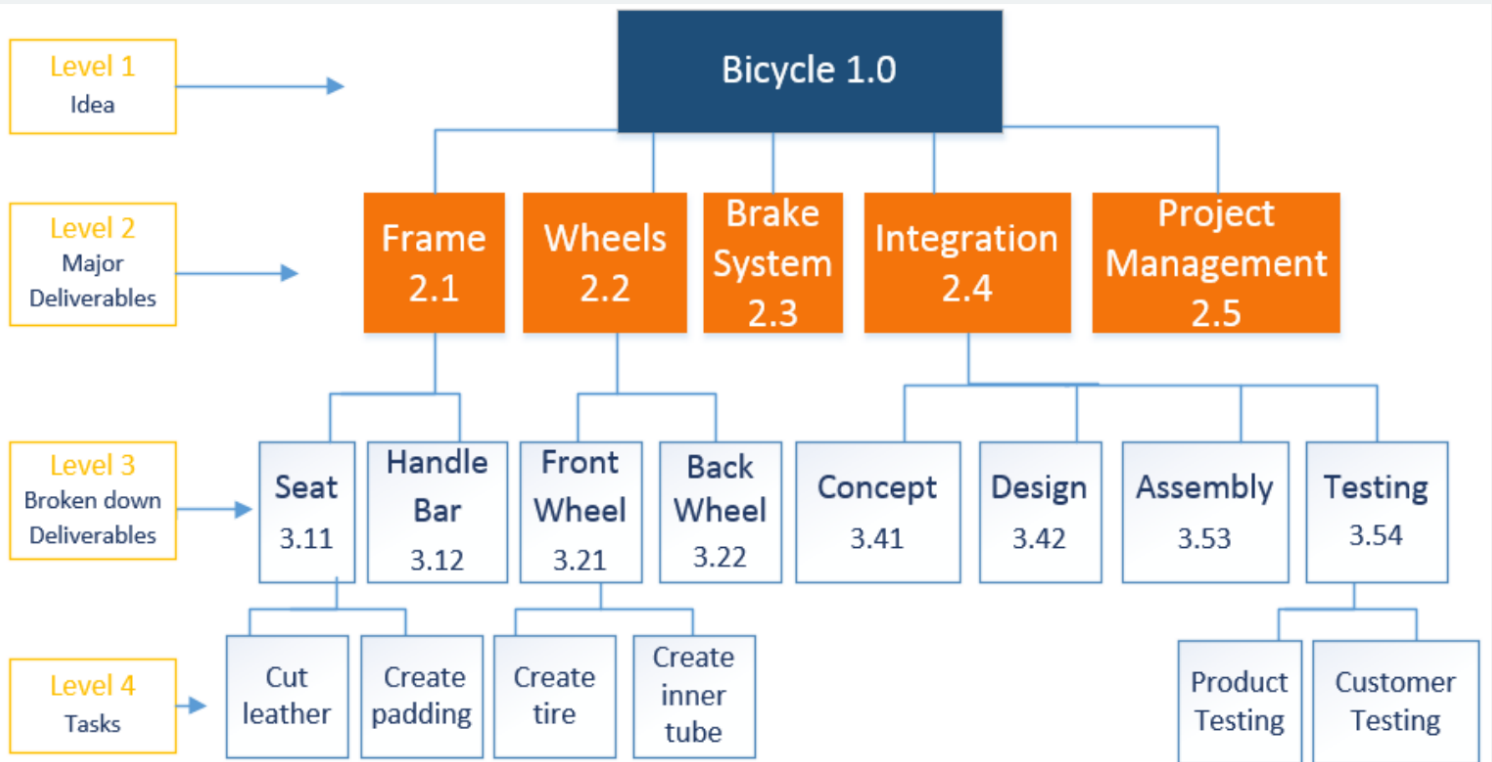 Level 1
Idea
Bicycle 1.0
Level 2
Major
Deliverables
Frame
2.1
Wheels
2.2
Brake
System
2.3
Integration
2.4
Project
Management
2.5
Level 3
Broken down
Deliverables
Seat
3.11
Handle
Bar
3.12
Front
Wheel
3.21
Back
Wheel
3.22
Concept
3.41
Design
3.42
Assembly
3.53
Testing
3.54
Level 4
Tasks
Cut
leather
Create
padding
Create
tire
Create
inner
tube
Product
Testing
Customer
Testing